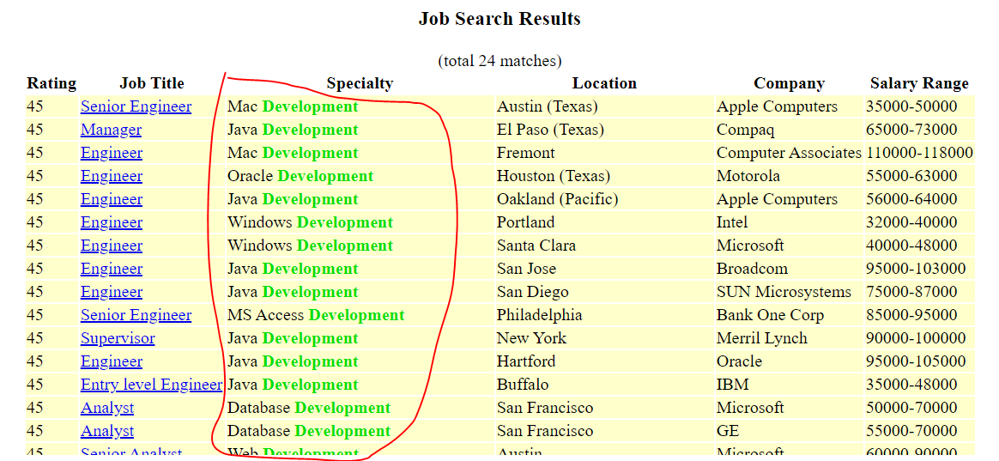 Job Search Results
(total 24 matches)
Rating Job Title Specialty Location Company Salary Range
45 Senior Engineer Mac Development Austin (Texas) Apple Computers 35000-50000
45 Manager Java Development El Paso (Texas) Compaq 65000-73000
45 Engineer Mac Development Fremont Computer Associates 110000-118000
45 Engineer Oracle Development Houston (Texas) Motorola 55000-63000
45 Engineer Java Development Oakland (Pacific) Apple Computers 56000-64000
45 Engineer Windows Development Portland Intel 32000-40000
45 Engineer Windows Development Santa Clara Microsoft 40000-48000
45 Engineer Java Development San Jose Broadcom 95000-103000
45 Engineer Java Development San Diego SUN Microsystems 75000-87000
45 Senior Engineer MS Access Development Philadelphia Bank One Corp 85000-95000
45 Supervisor Java Development New York Merril Lynch 90000-100000
45 Engineer Java Development Hartford Oracle 95000-105000
45 Entry level Engineer Java Development Buffalo IBM 35000-48000
45 Analyst Database Development San Francisco Microsoft 50000-70000
45 Analyst Database Development San Francisco GE 55000-70000
45 Senior Analyst Web Development Austin Microsoft 60000-90000